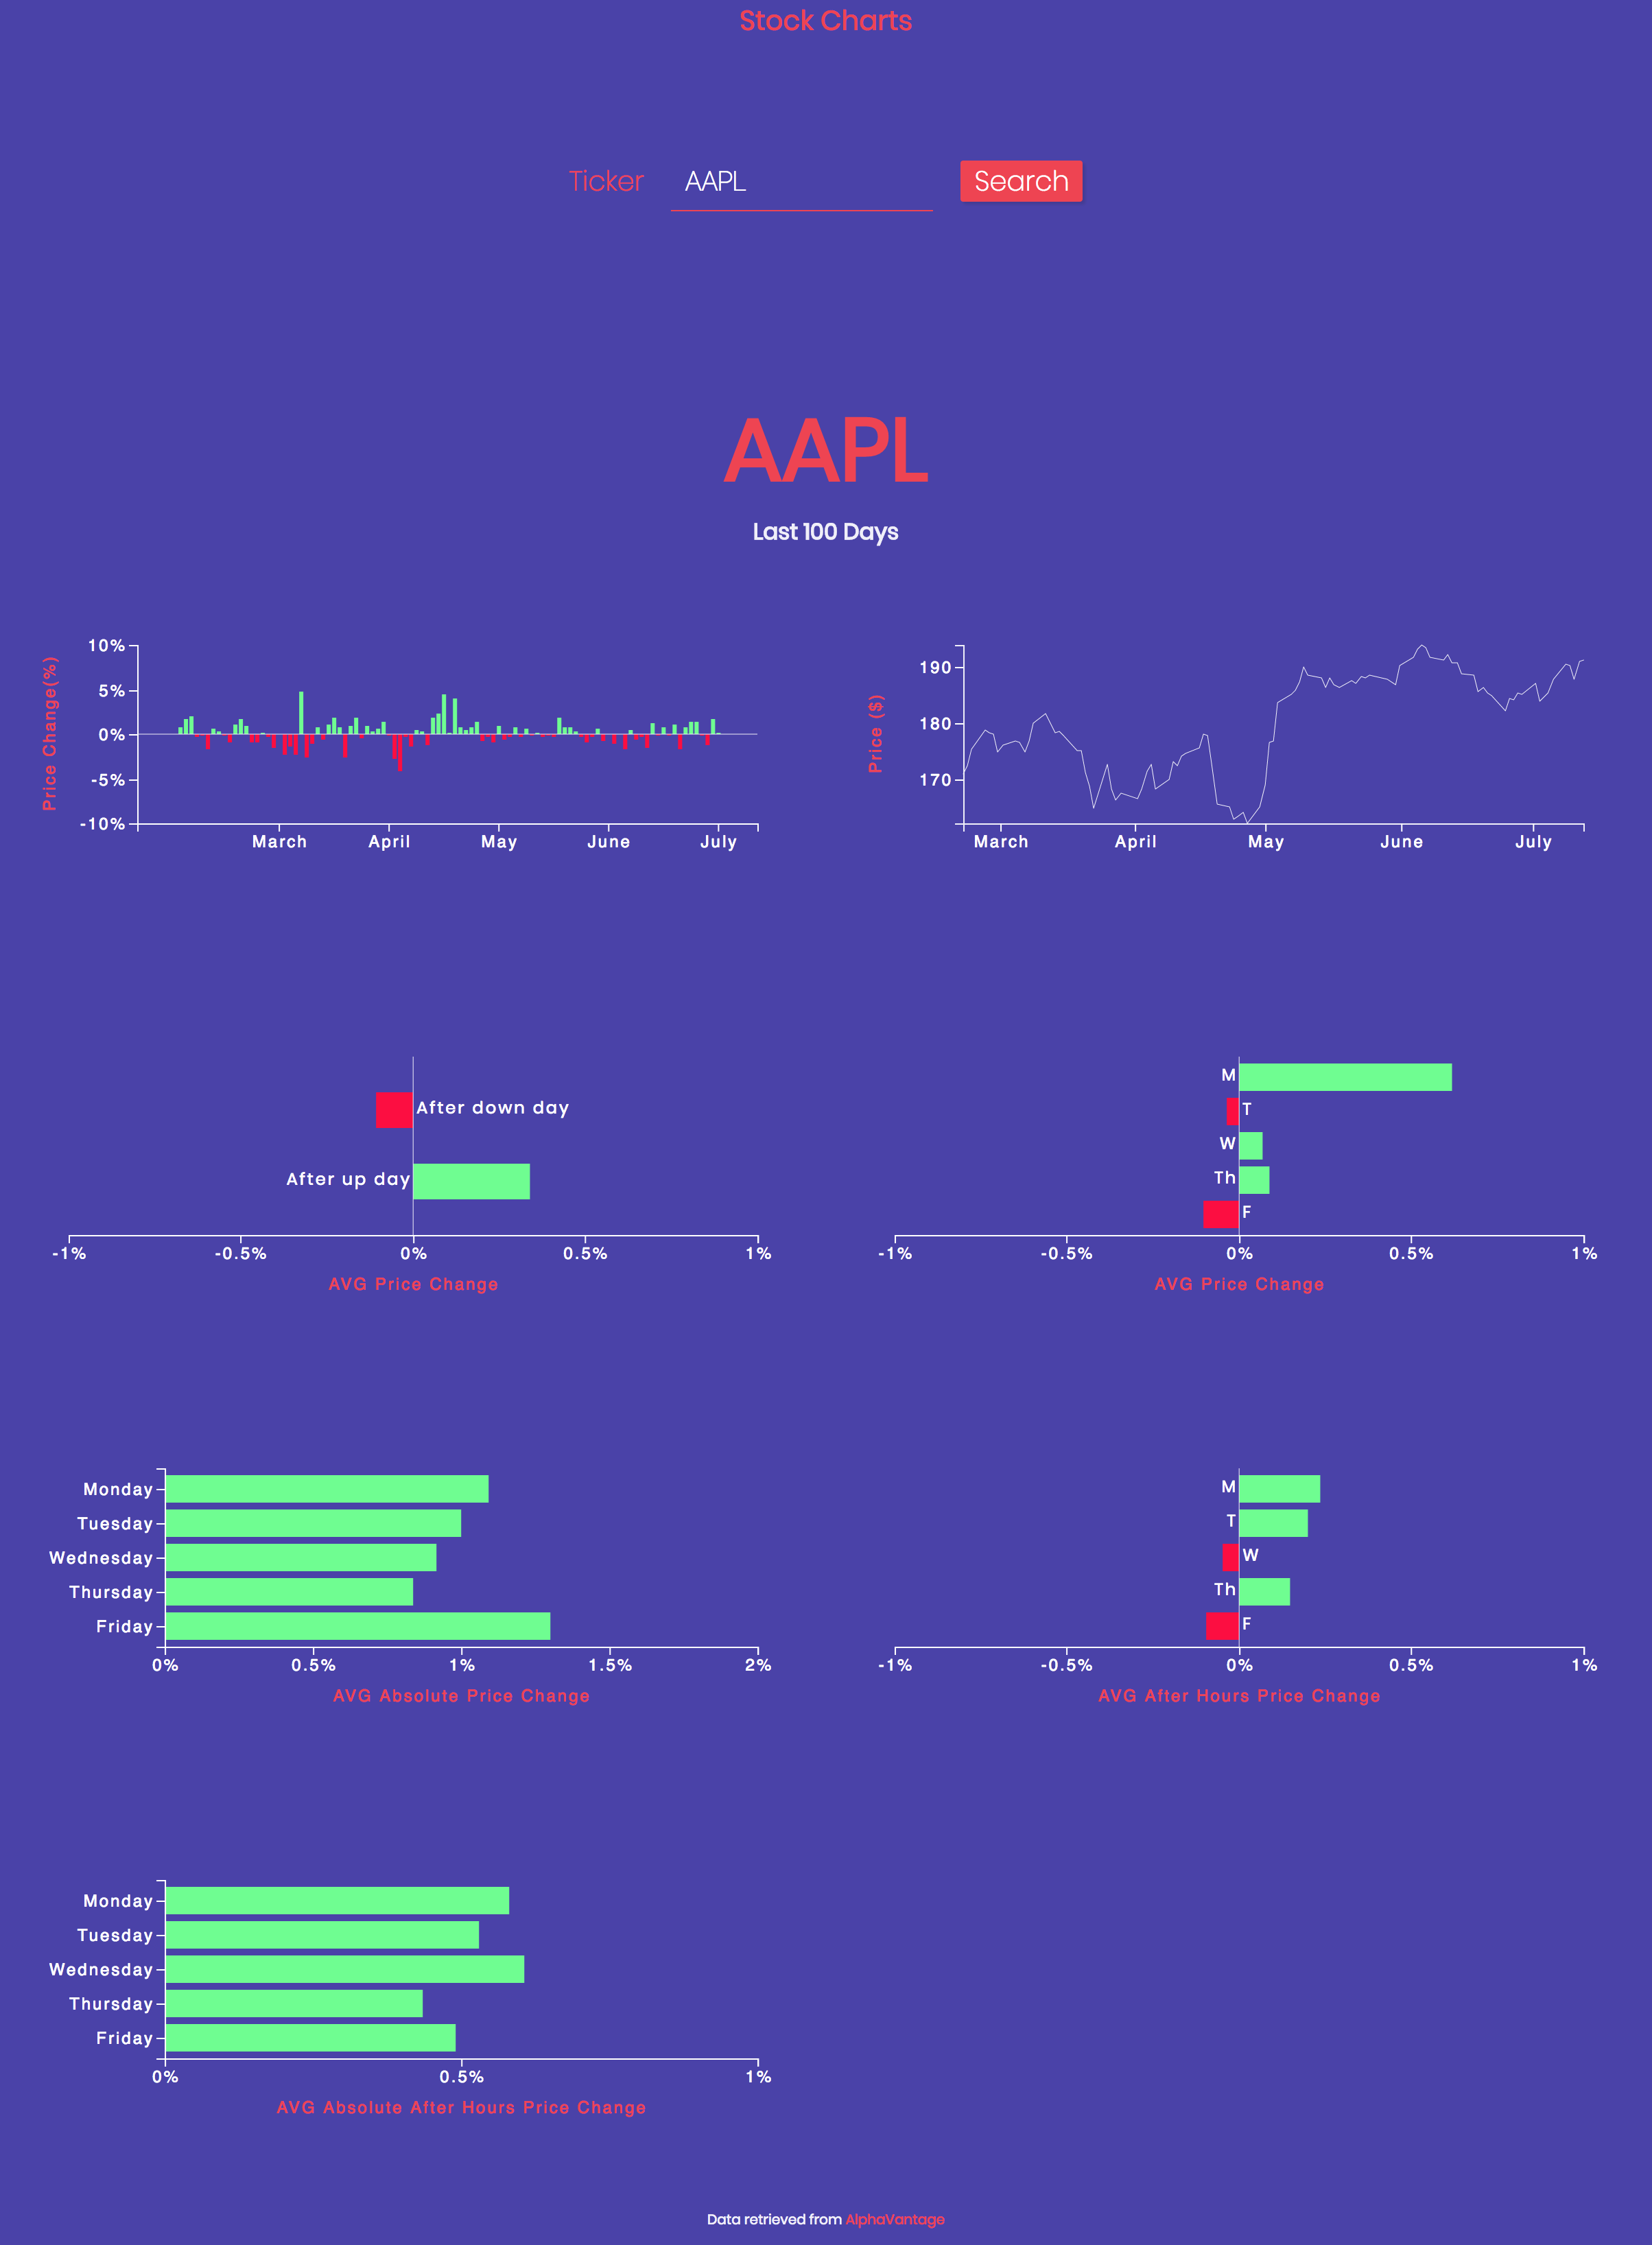 Stock Charts
Ticker AAPL Search
AAPL
Last 100 Days
Price Change(%)
10%
5%
0%
-5%
-10%
March April May June July
Price ($)
190
180
170
March April May June July
After down day
After up day
-1% -0.5% 0% 0.5% 1%
AVG Price Change
M
T
W
Th
F
-1% -0.5% 0% 0.5% 1%
AVG Price Change
Monday
Tuesday
Wednesday
Thursday
Friday
0% 0.5% 1% 1.5% 2%
AVG Absolute Price Change
M
T
W
Th
F
-1% -0.5% 0% 0.5% 1%
AVG After Hours Price Change
Monday
Tuesday
Wednesday
Thursday
Friday
0% 0.5% 1%
AVG Absolute After Hours Price Change
Data retrieved from AlphaVantage